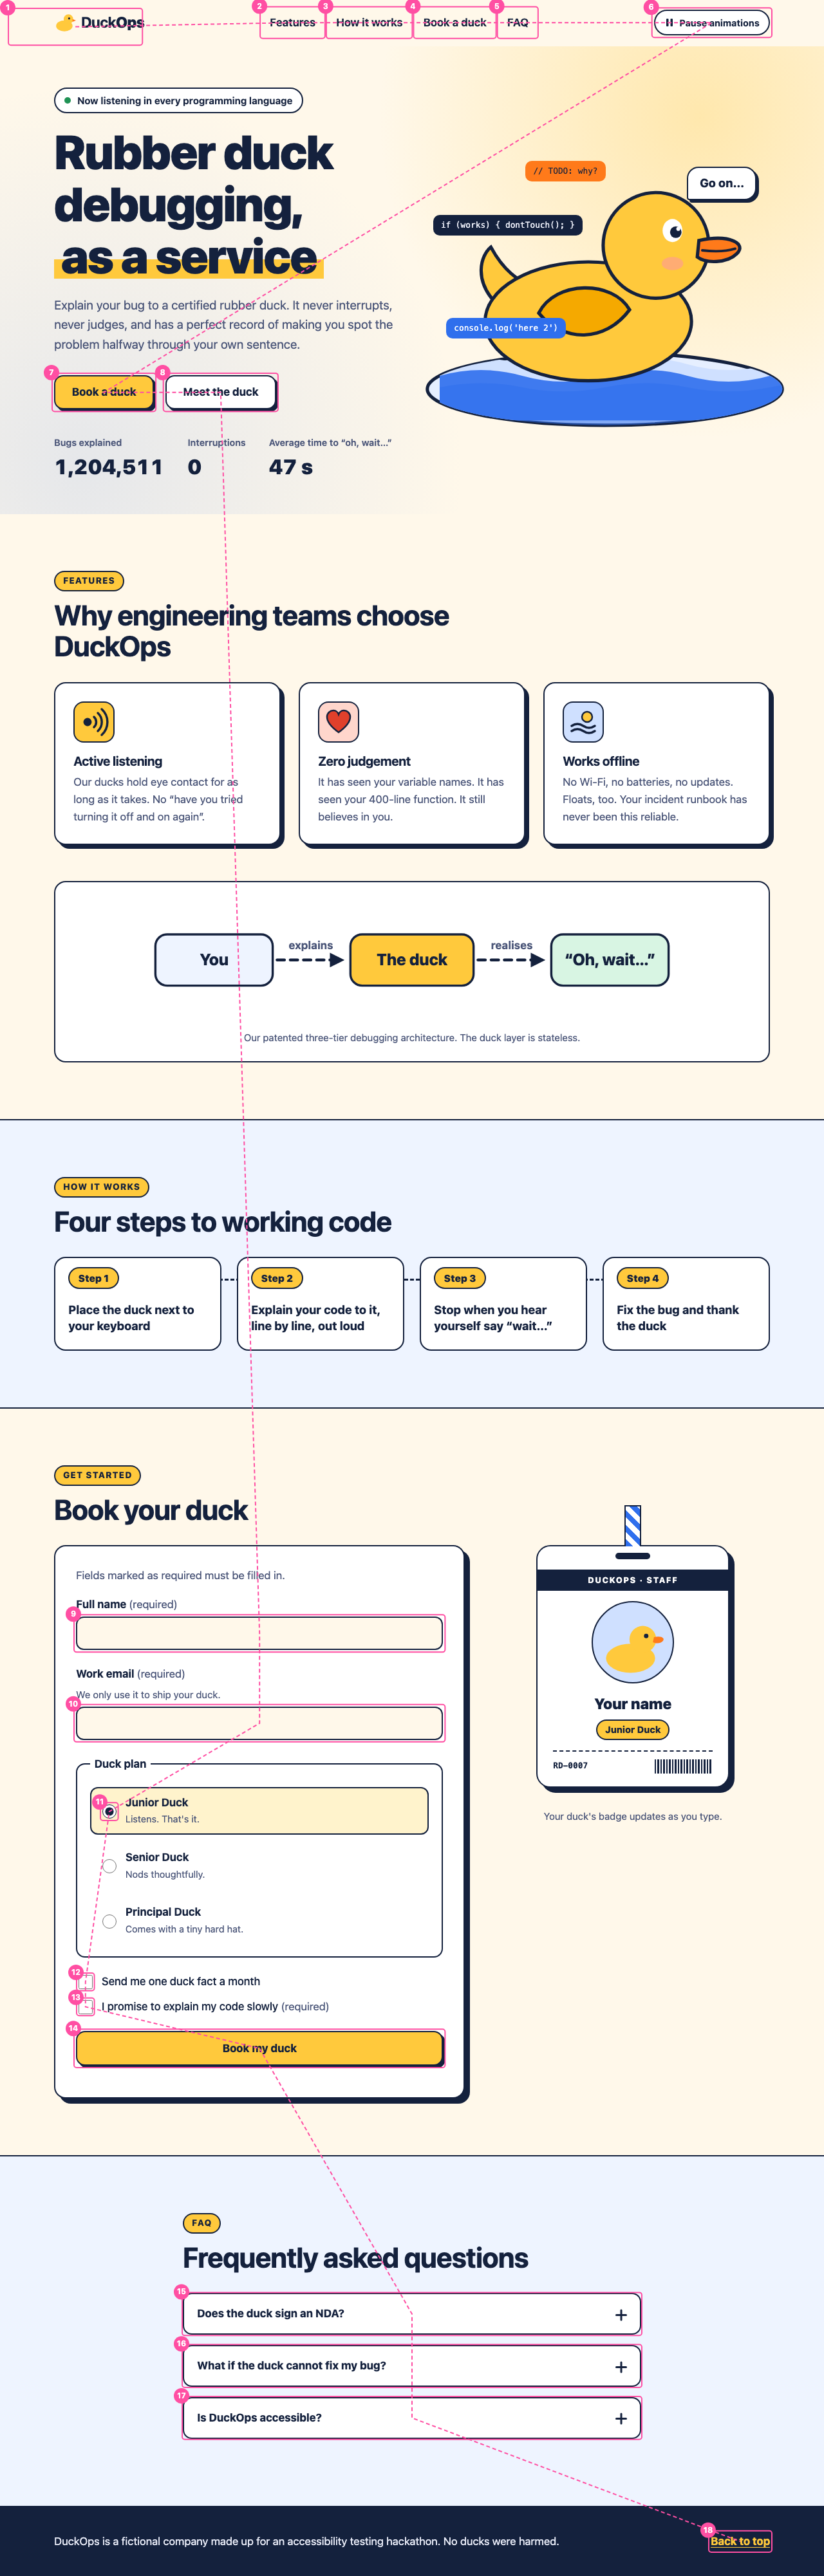 1
DuckOps
2
Features
3
How it works
4
Book a duck
5
FAQ
6
Pause animations
Now listening in every programming language
Rubber duck
debugging,
as a service
Explain your bug to a certified rubber duck. It never interrupts,
never judges, and has a perfect record of making you spot the
problem halfway through your own sentence.
7
Book a duck
8
Meet the duck
Bugs explained
1,204,511
Interruptions
0
Average time to “oh, wait…”
47 s
// TODO: why?
Go on…
if (works) { dontTouch(); }
console.log('here 2')
FEATURES
Why engineering teams choose
DuckOps
Active listening
Our ducks hold eye contact for as
long as it takes. No “have you tried
turning it off and on again”.
Zero judgement
It has seen your variable names. It has
seen your 400-line function. It still
believes in you.
Works offline
No Wi-Fi, no batteries, no updates.
Floats, too. Your incident runbook has
never been this reliable.
You
explains
The duck
realises
“Oh, wait…”
Our patented three-tier debugging architecture. The duck layer is stateless.
HOW IT WORKS
Four steps to working code
Step 1
Place the duck next to
your keyboard
Step 2
Explain your code to it,
line by line, out loud
Step 3
Stop when you hear
yourself say “wait…”
Step 4
Fix the bug and thank
the duck
GET STARTED
Book your duck
Fields marked as required must be filled in.
Full name (required)
9
Work email (required)
We only use it to ship your duck.
10
Duck plan
11
Junior Duck
Listens. That's it.
Senior Duck
Nods thoughtfully.
Principal Duck
Comes with a tiny hard hat.
12
Send me one duck fact a month
13
I promise to explain my code slowly (required)
14
Book my duck
DUCKOPS · STAFF
Your name
Junior Duck
RD-0007
Your duck's badge updates as you type.
FAQ
Frequently asked questions
15
Does the duck sign an NDA?
16
What if the duck cannot fix my bug?
17
Is DuckOps accessible?
DuckOps is a fictional company made up for an accessibility testing hackathon. No ducks were harmed.
18
Back to top